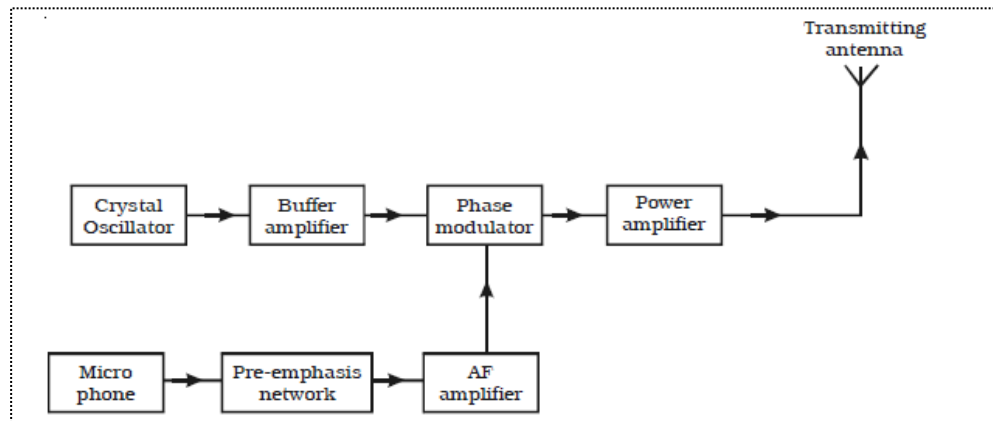 Transmitting
antenna
Crystal
Oscillator
Buffer
amplifier
Phase
modulator
Power
amplifier
Micro
phone
Pre-emphasis
network
AF
amplifier